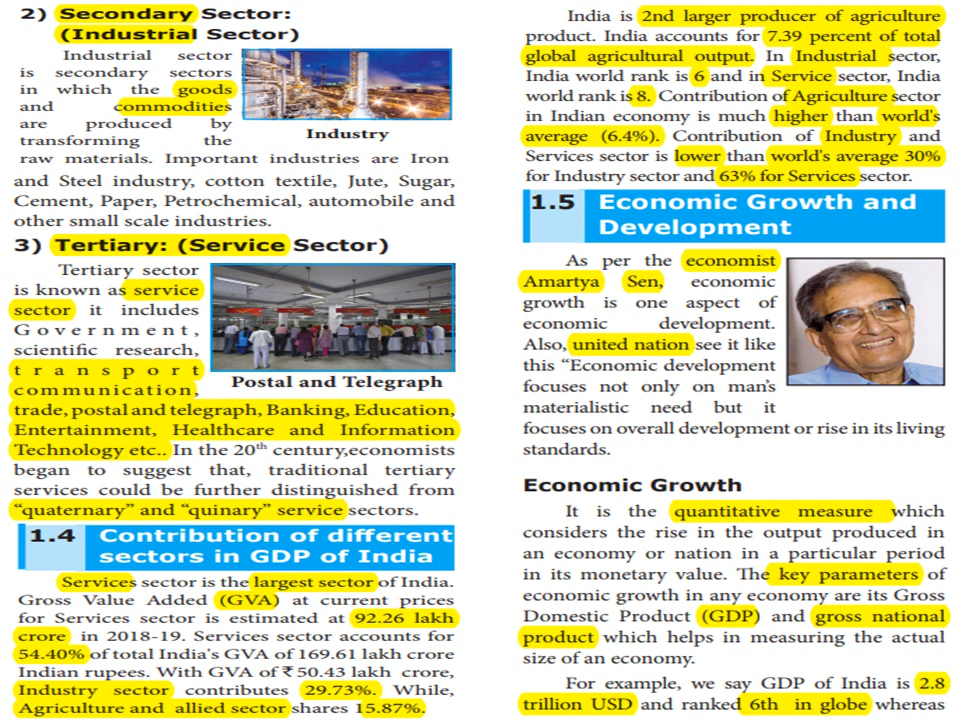 2) Secondary Sector:
(Industrial Sector)
Industrial sector
is secondary sectors
in which the goods
and commodities
are produced by
transforming the
Industry
raw materials. Important industries are Iron
and Steel industry, cotton textile, Jute, Sugar,
Cement, Paper, Petrochemical, automobile and
other small scale industries.
3) Tertiary: (Service Sector)
Tertiary sector
is known as service
sector it includes
Government,
scientific research,
transport
communication,
Postal and Telegraph
trade, postal and telegraph, Banking, Education,
Entertainment, Healthcare and Information
Technology etc.. In the 20th century,economists
began to suggest that, traditional tertiary
services could be further distinguished from
“quaternary” and “quinary” service sectors.
1.4 Contribution of different
sectors in GDP of India
Services sector is the largest sector of India.
Gross Value Added (GVA) at current prices
for Services sector is estimated at 92.26 lakh
crore in 2018-19. Services sector accounts for
54.40% of total India's GVA of 169.61 lakh crore
Indian rupees. With GVA of ₹ 50.43 lakh crore,
Industry sector contributes 29.73%. While,
Agriculture and allied sector shares 15.87%.
India is 2nd larger producer of agriculture
product. India accounts for 7.39 percent of total
global agricultural output. In Industrial sector,
India world rank is 6 and in Service sector, India
world rank is 8. Contribution of Agriculture sector
in Indian economy is much higher than world's
average (6.4%). Contribution of Industry and
Services sector is lower than world's average 30%
for Industry sector and 63% for Services sector.
1.5 Economic Growth and
Development
As per the economist
Amartya Sen, economic
growth is one aspect of
economic development.
Also, united nation see it like
this “Economic development
focuses not only on man’s
materialistic need but it
focuses on overall development or rise in its living
standards.
Economic Growth
It is the quantitative measure which
considers the rise in the output produced in
an economy or nation in a particular period
in its monetary value. The key parameters of
economic growth in any economy are its Gross
Domestic Product (GDP) and gross national
product which helps in measuring the actual
size of an economy.
For example, we say GDP of India is 2.8
trillion USD and ranked 6th in globe whereas